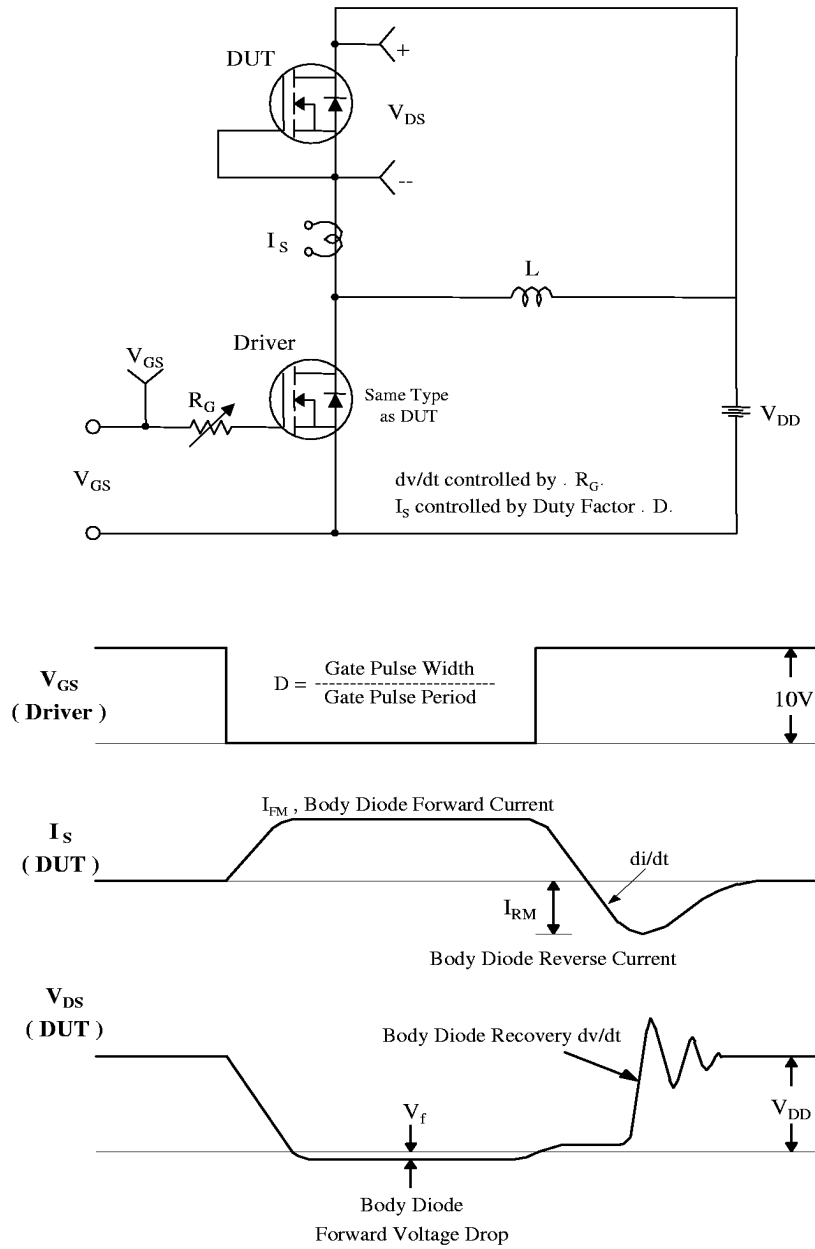 DUT
+
VDS
--
IS
L
Driver
VGS
RG
Same Type
as DUT
VDD
VGS
dv/dt controlled by . RG.
IS controlled by Duty Factor . D.
VGS
( Driver )
D = Gate Pulse Width
--------------------------
Gate Pulse Period
10V
IFM , Body Diode Forward Current
IS
( DUT )
di/dt
IRM
Body Diode Reverse Current
VDS
( DUT )
Body Diode Recovery dv/dt
Vf
VDD
Body Diode
Forward Voltage Drop